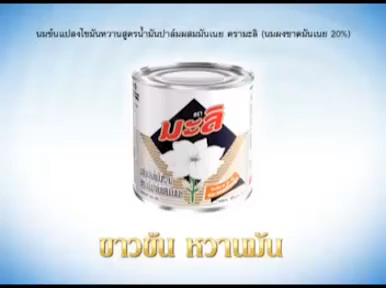 นมข้นแปลงไขมันหวานสูตรน้ำมันปาล์มผสมมันเนย ตรามะลิ (นมผงขาดมันเนย 20%)
ตรา
มะลิ
ขาวข้น หวานมัน